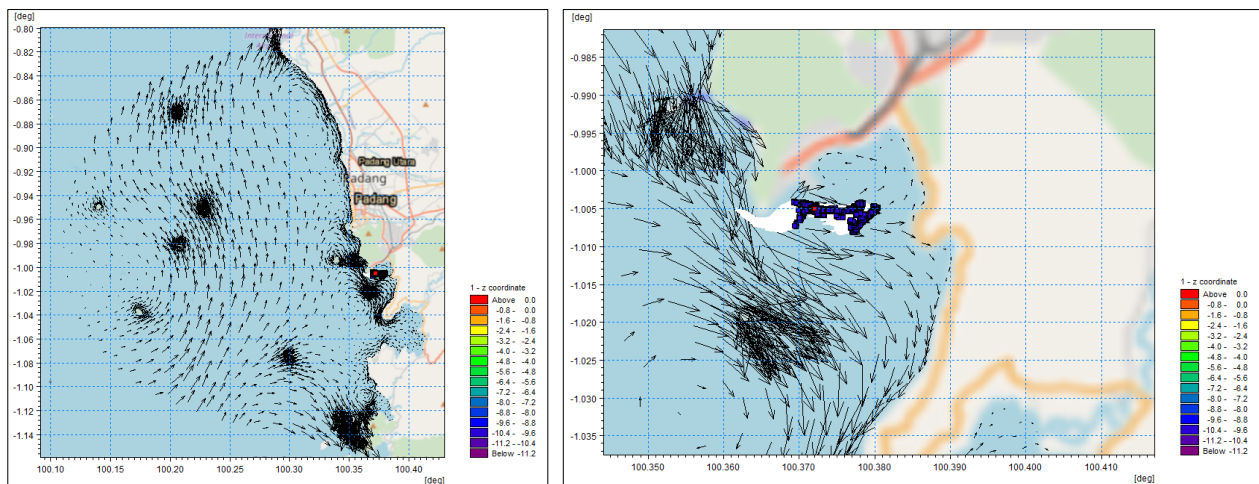 [deg]
-0.80
-0.82
-0.84
-0.86
-0.88
-0.90
-0.92
-0.94
-0.96
-0.98
-1.00
-1.02
-1.04
-1.06
-1.08
-1.10
-1.12
-1.14
100.10
100.15
100.20
100.25
100.30
100.35
100.40
[deg]
Padang Utara
Padang
Padang
1 - z coordinate
Above 0.0
-0.8 - 0.0
-1.6 - -0.8
-2.4 - -1.6
-3.2 - -2.4
-4.0 - -3.2
-4.8 - -4.0
-5.6 - -4.8
-6.4 - -5.6
-7.2 - -6.4
-8.0 - -7.2
-8.8 - -8.0
-9.6 - -8.8
-10.4 - -9.6
-11.2 - -10.4
Below -11.2
[deg]
-0.985
-0.990
-0.995
-1.000
-1.005
-1.010
-1.015
-1.020
-1.025
-1.030
-1.035
100.350
100.360
100.370
100.380
100.390
100.400
100.410
[deg]
1 - z coordinate
Above 0.0
-0.8 - 0.0
-1.6 - -0.8
-2.4 - -1.6
-3.2 - -2.4
-4.0 - -3.2
-4.8 - -4.0
-5.6 - -4.8
-6.4 - -5.6
-7.2 - -6.4
-8.0 - -7.2
-8.8 - -8.0
-9.6 - -8.8
-10.4 - -9.6
-11.2 - -10.4
Below -11.2